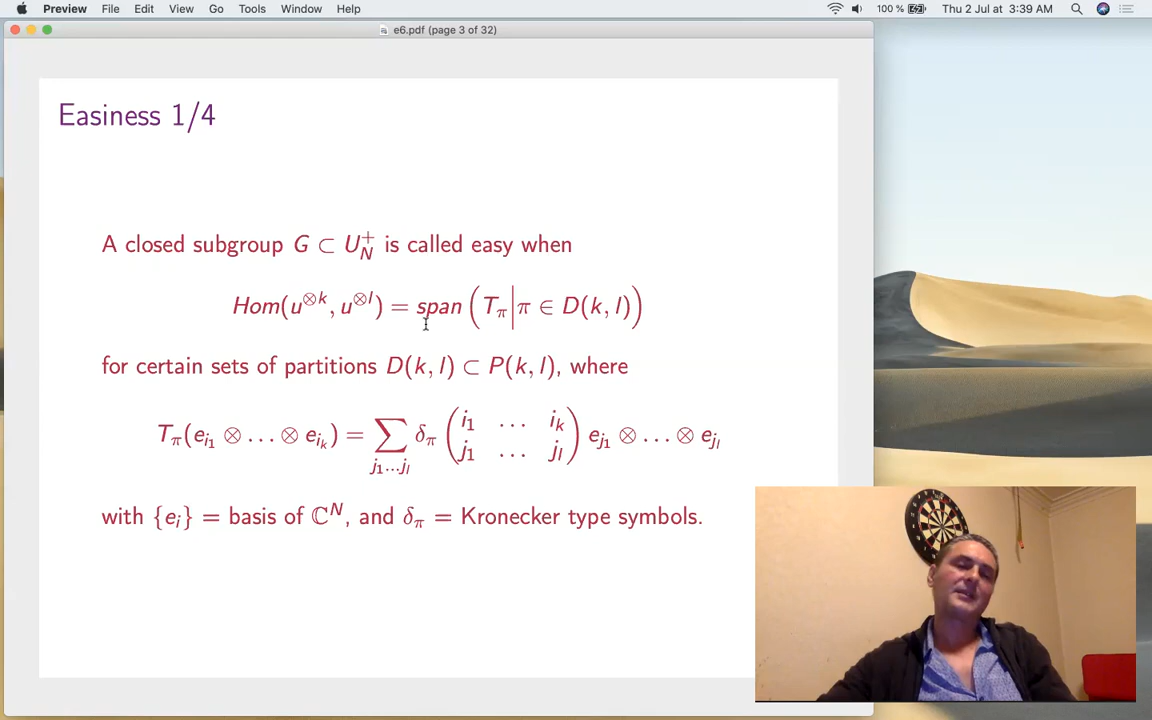 Preview File Edit View Go Tools Window Help 100 % Thu 2 Jul at 3:39 AM
e6.pdf (page 3 of 32)
Easiness 1/4
A closed subgroup G ⊂ U_N^+ is called easy when
Hom(u^{⊗k}, u^{⊗l}) = span (T_π | π ∈ D(k, l))
for certain sets of partitions D(k, l) ⊂ P(k, l), where
T_π(e_{i_1} ⊗ ... ⊗ e_{i_k}) = ∑_{j_1...j_l} δ_π (i_1 ... i_k / j_1 ... j_l) e_{j_1} ⊗ ... ⊗ e_{j_l}
with {e_i} = basis of ℂ^N, and δ_π = Kronecker type symbols.